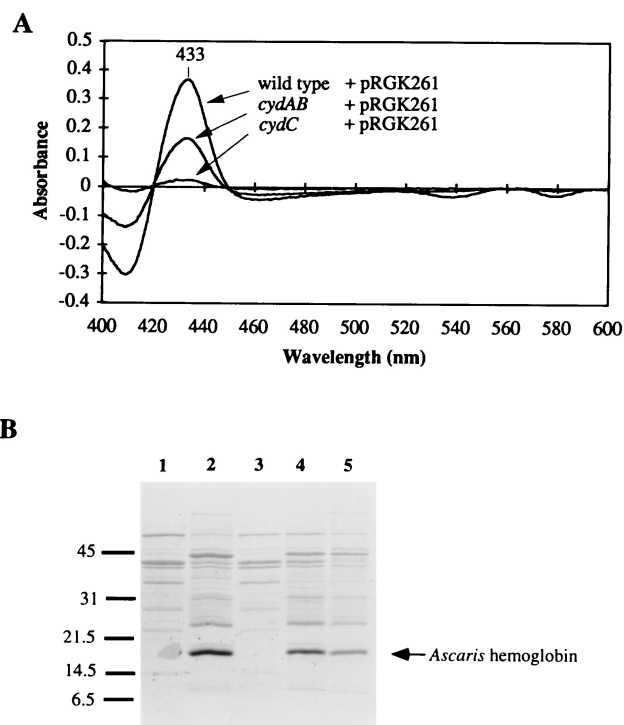 A
433
0.5
0.4
0.3
0.2
0.1
0
-0.1
-0.2
-0.3
-0.4
Absorbance
wild type + pRGK261
cydAB + pRGK261
cydC + pRGK261
400 420 440 460 480 500 520 540 560 580 600
Wavelength (nm)
B
1 2 3 4 5
45
31
21.5
14.5
6.5
Ascaris hemoglobin